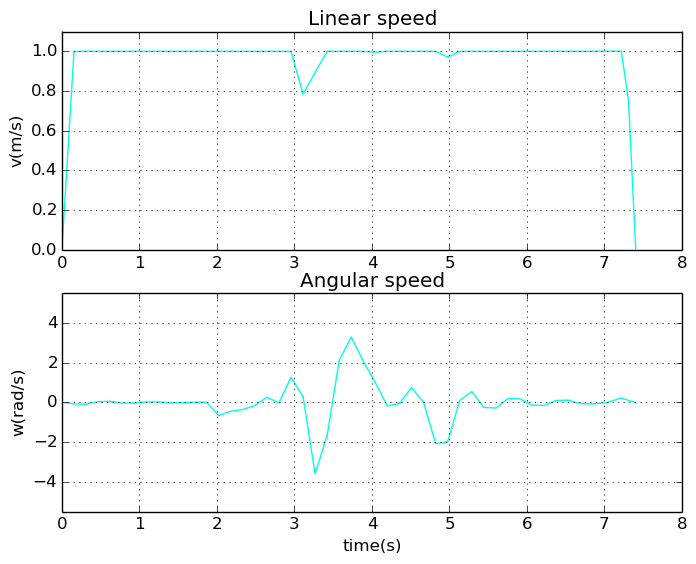 Linear speed
1.0
0.8
0.6
0.4
0.2
0.0
v(m/s)
0 1 2 3 4 5 6 7 8
Angular speed
4
2
0
−2
−4
w(rad/s)
0 1 2 3 4 5 6 7 8
time(s)